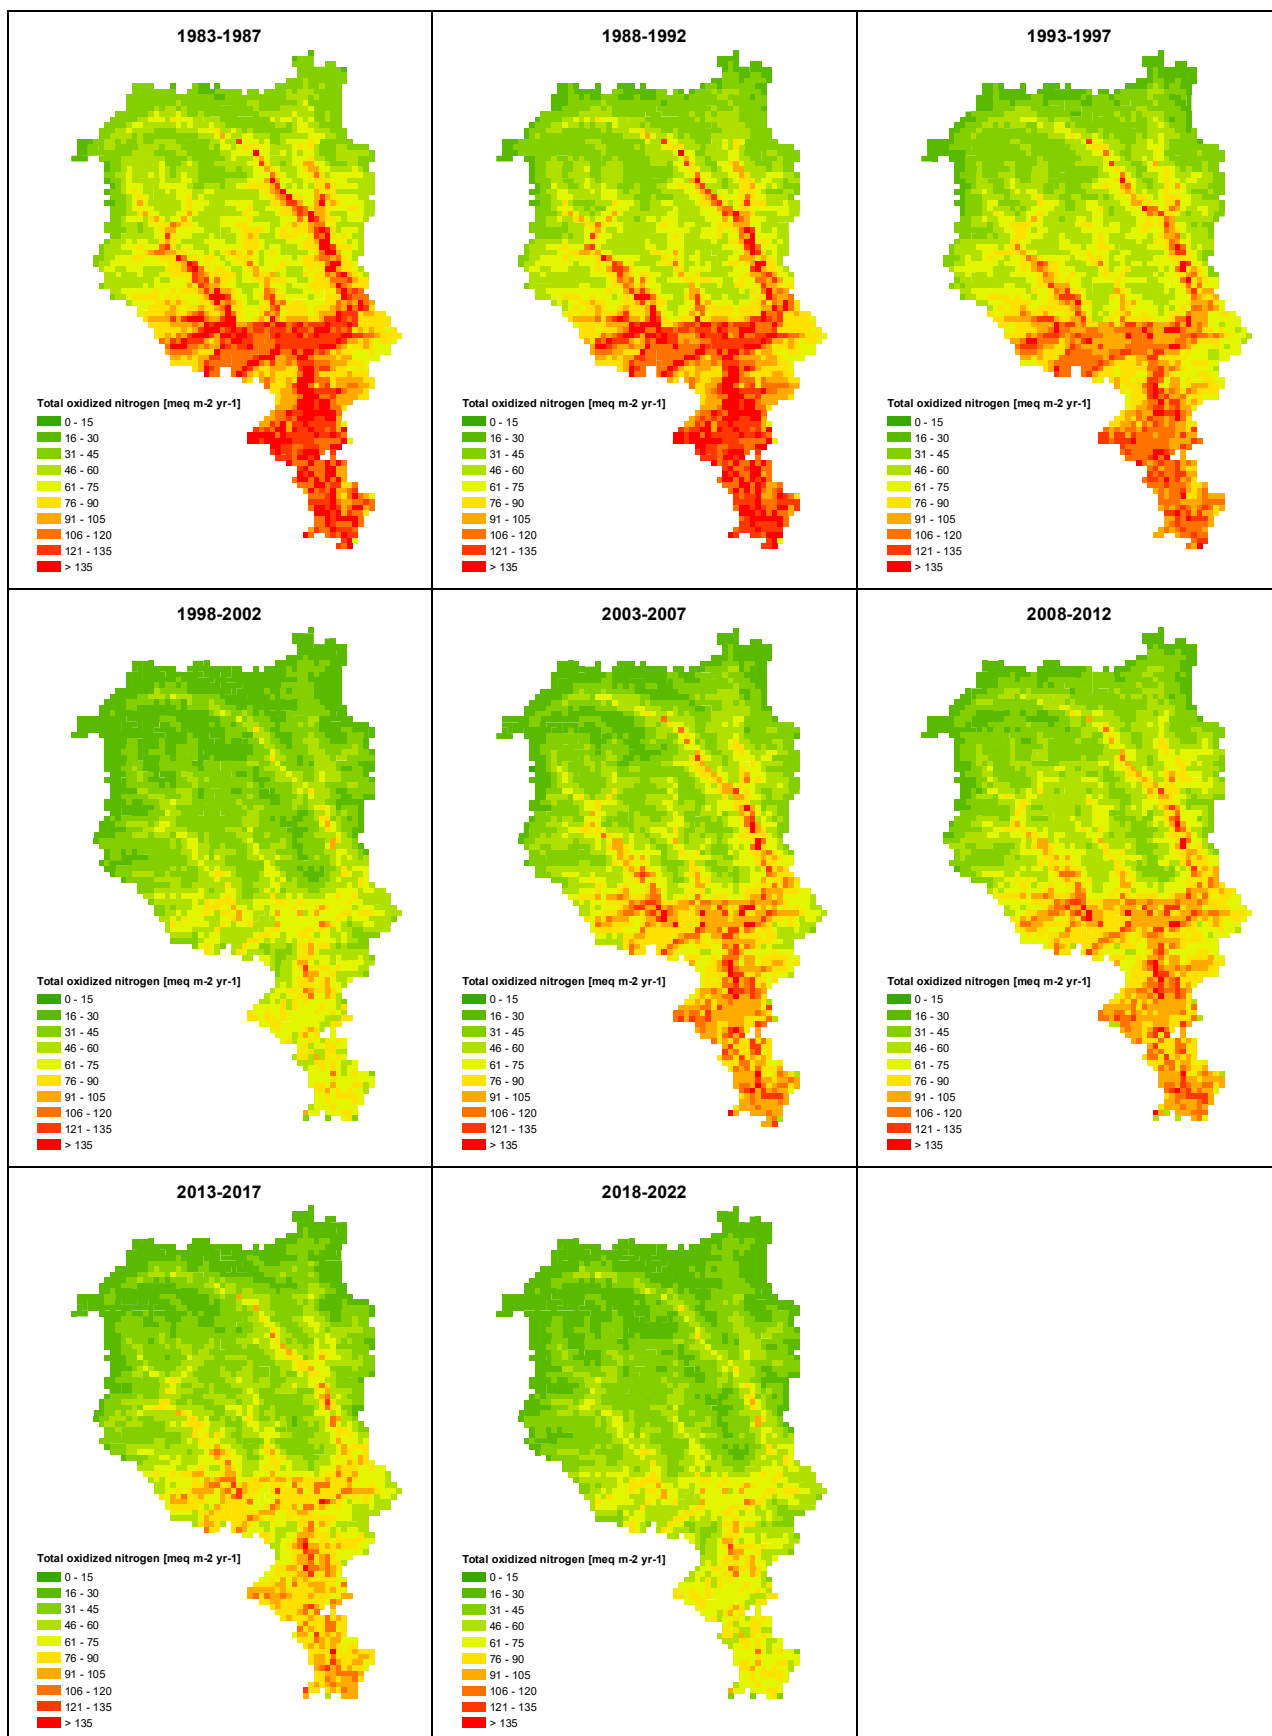 1983-1987
Total oxidized nitrogen [meq m-2 yr-1]
0 - 15
16 - 30
31 - 45
46 - 60
61 - 75
76 - 90
91 - 105
106 - 120
121 - 135
> 135
1988-1992
Total oxidized nitrogen [meq m-2 yr-1]
0 - 15
16 - 30
31 - 45
46 - 60
61 - 75
76 - 90
91 - 105
106 - 120
121 - 135
> 135
1993-1997
Total oxidized nitrogen [meq m-2 yr-1]
0 - 15
16 - 30
31 - 45
46 - 60
61 - 75
76 - 90
91 - 105
106 - 120
121 - 135
> 135
1998-2002
Total oxidized nitrogen [meq m-2 yr-1]
0 - 15
16 - 30
31 - 45
46 - 60
61 - 75
76 - 90
91 - 105
106 - 120
121 - 135
> 135
2003-2007
Total oxidized nitrogen [meq m-2 yr-1]
0 - 15
16 - 30
31 - 45
46 - 60
61 - 75
76 - 90
91 - 105
106 - 120
121 - 135
> 135
2008-2012
Total oxidized nitrogen [meq m-2 yr-1]
0 - 15
16 - 30
31 - 45
46 - 60
61 - 75
76 - 90
91 - 105
106 - 120
121 - 135
> 135
2013-2017
Total oxidized nitrogen [meq m-2 yr-1]
0 - 15
16 - 30
31 - 45
46 - 60
61 - 75
76 - 90
91 - 105
106 - 120
121 - 135
> 135
2018-2022
Total oxidized nitrogen [meq m-2 yr-1]
0 - 15
16 - 30
31 - 45
46 - 60
61 - 75
76 - 90
91 - 105
106 - 120
121 - 135
> 135